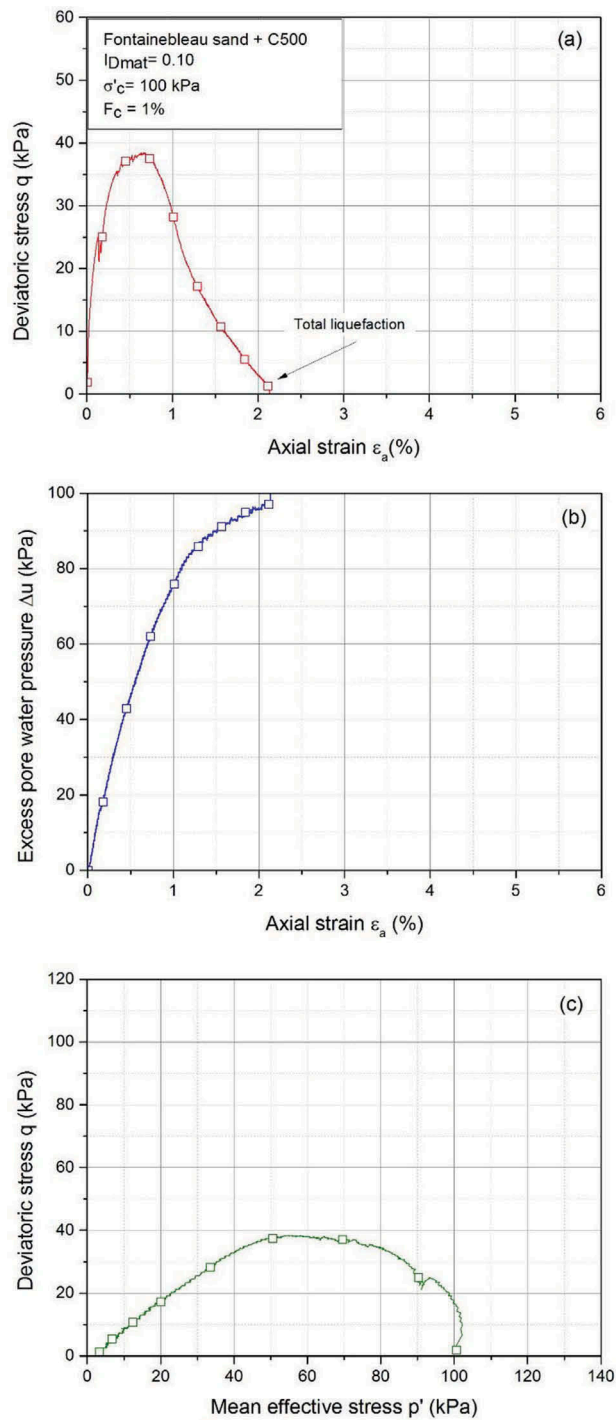 Fontainebleau sand + C500
IDmat= 0.10
σ'c= 100 kPa
Fc = 1%
(a)
Total liquefaction
Deviatoric stress q (kPa)
60
50
40
30
20
10
0
0 1 2 3 4 5 6
Axial strain εa(%)
(b)
Excess pore water pressure Δu (kPa)
100
80
60
40
20
0
0 1 2 3 4 5 6
Axial strain εa (%)
(c)
Deviatoric stress q (kPa)
120
100
80
60
40
20
0
0 20 40 60 80 100 120 140
Mean effective stress p' (kPa)